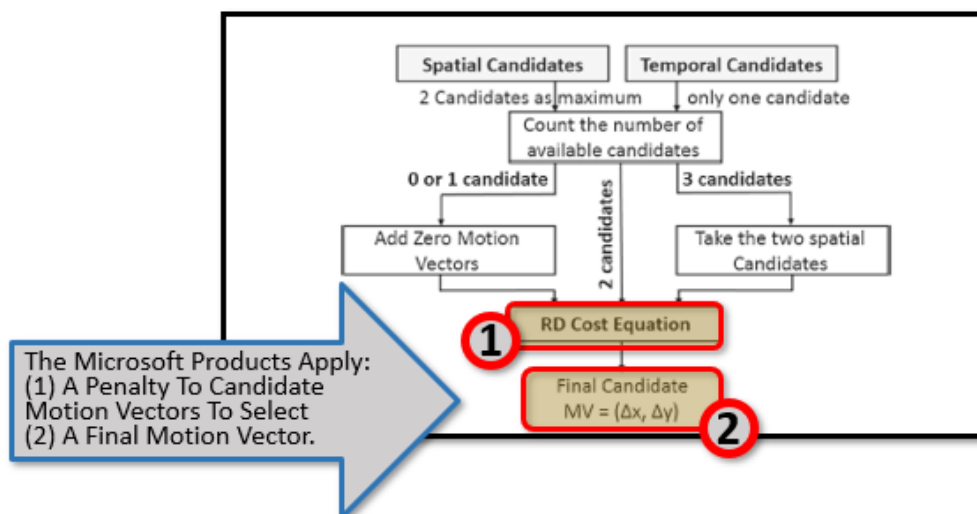 Spatial Candidates
Temporal Candidates
2 Candidates as maximum
only one candidate
Count the number of
available candidates
0 or 1 candidate
2 candidates
3 candidates
Add Zero Motion
Vectors
Take the two spatial
Candidates
RD Cost Equation
1
The Microsoft Products Apply:
(1) A Penalty To Candidate
Motion Vectors To Select
(2) A Final Motion Vector.
Final Candidate
MV = (Δx, Δy)
2